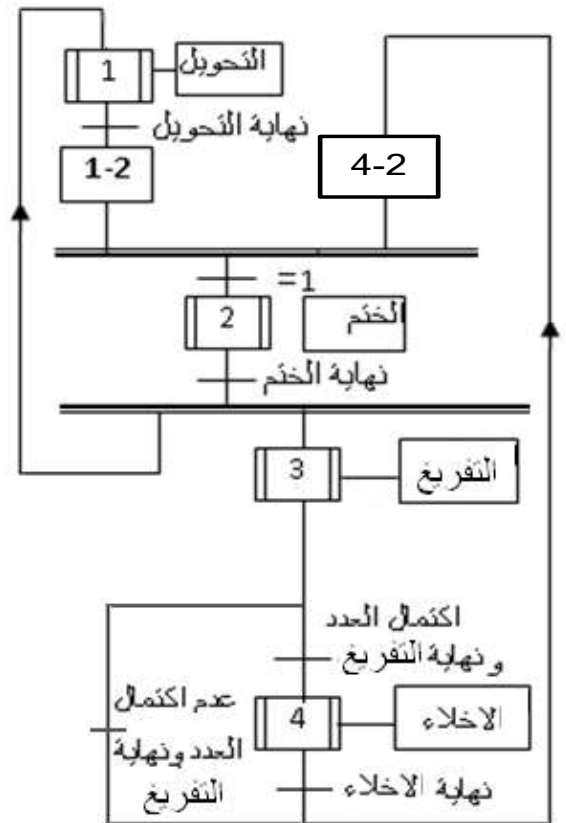 1
التحويل
نهاية التحويل
1-2
4-2
=1
2
الختم
نهاية الختم
3
التفريغ
اكتمال العدد
و نهاية التفريغ
4
الاخلاء
عدم اكتمال
العدد ونهاية
التفريغ
نهاية الاخلاء